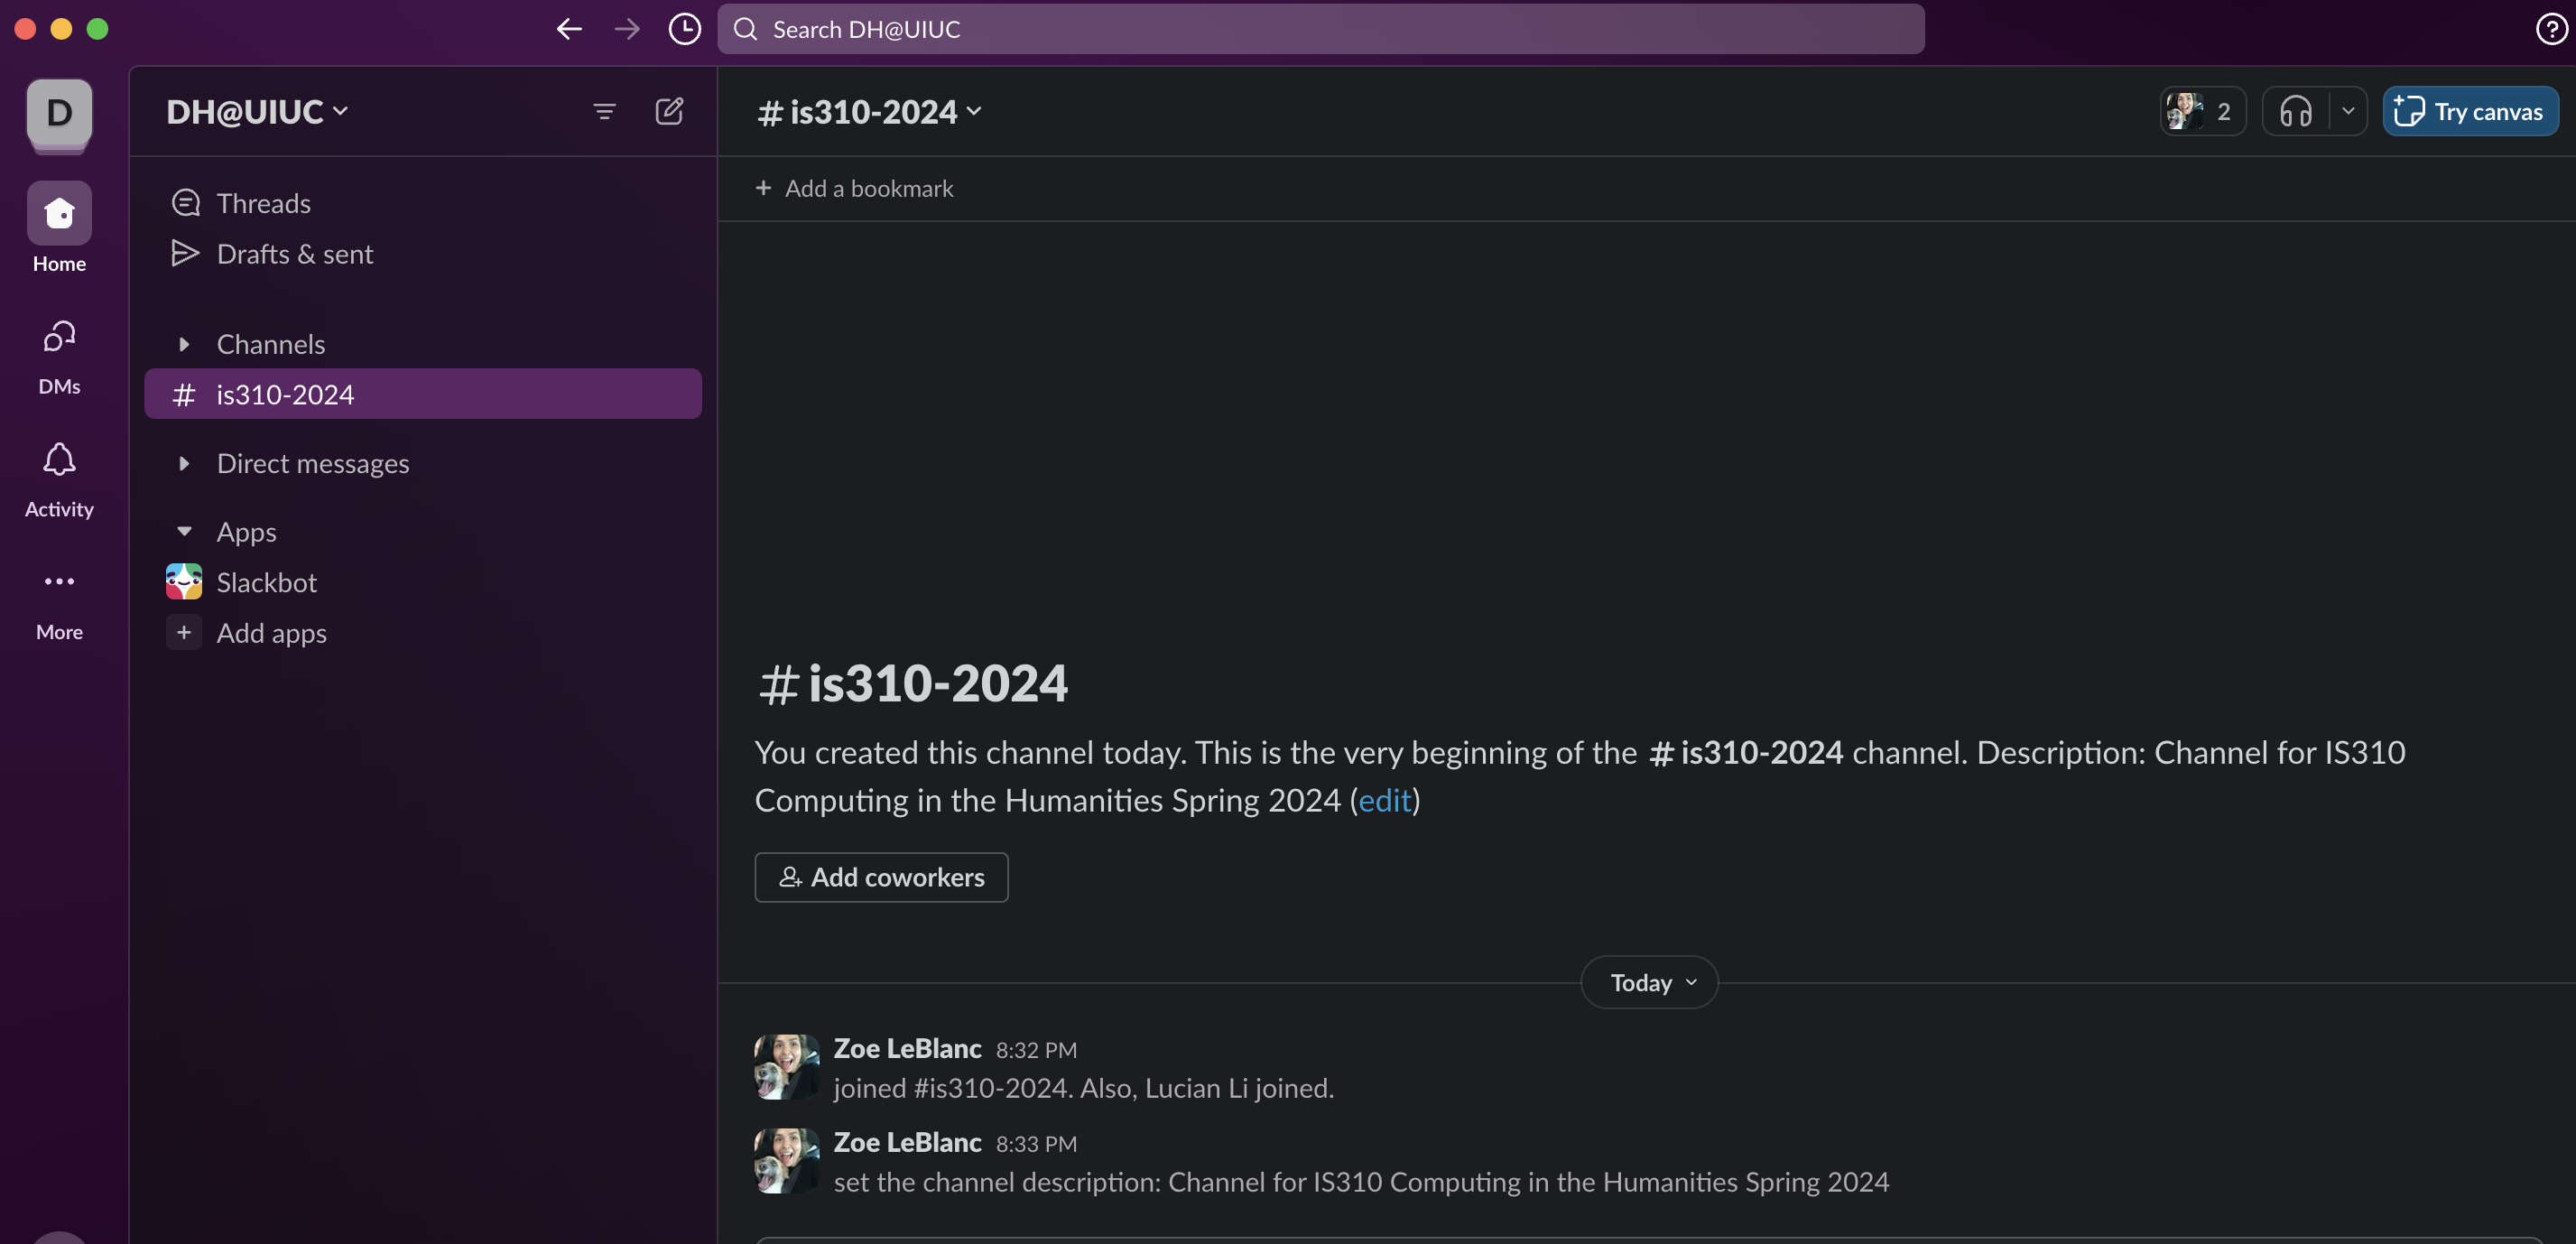 Search DH@UIUC
D
DH@UIUC
# is310-2024
2
Try canvas
+ Add a bookmark
Home
DMs
Activity
More
Threads
Drafts & sent
Channels
# is310-2024
Direct messages
Apps
Slackbot
+ Add apps
# is310-2024
You created this channel today. This is the very beginning of the # is310-2024 channel. Description: Channel for IS310
Computing in the Humanities Spring 2024 (edit)
Add coworkers
Today
Zoe LeBlanc 8:32 PM
joined #is310-2024. Also, Lucian Li joined.
Zoe LeBlanc 8:33 PM
set the channel description: Channel for IS310 Computing in the Humanities Spring 2024